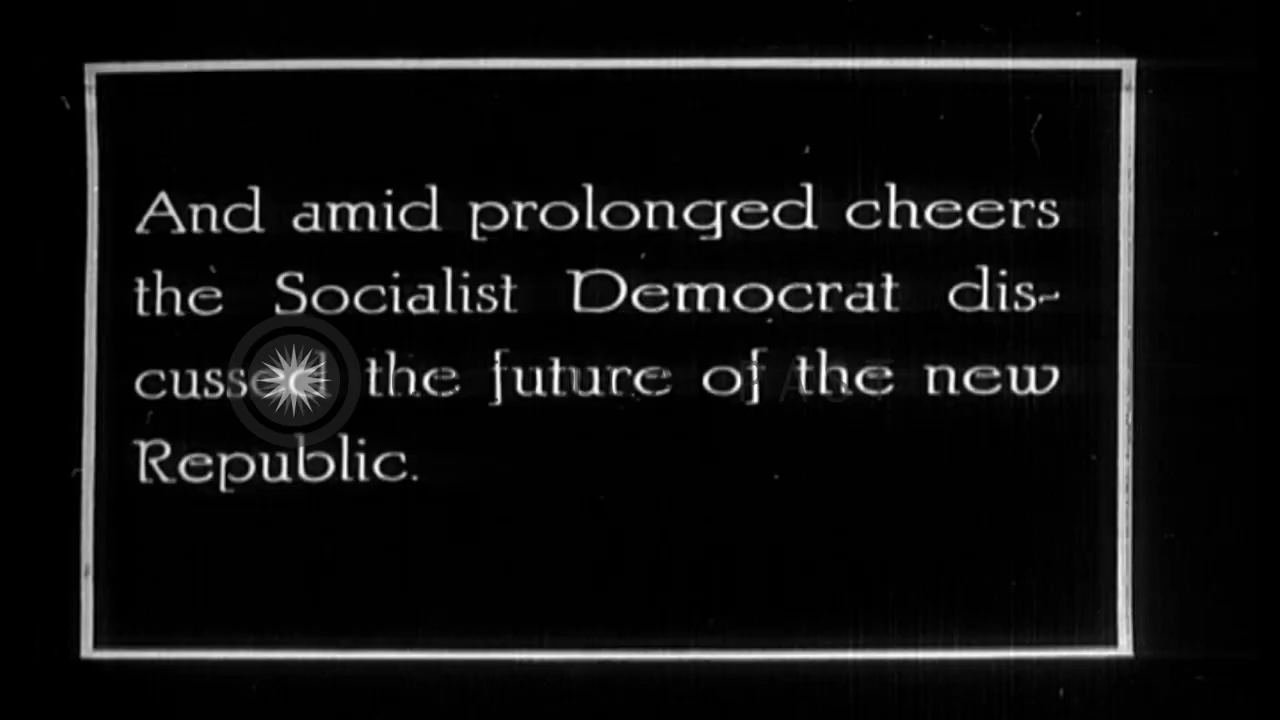 And amid prolonged cheers
the Socialist Democrat dis-
cussed the future of the new
Republic.